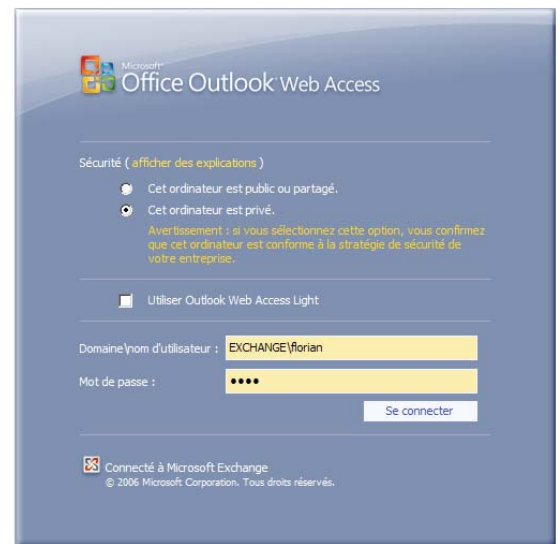 Microsoft
Office Outlook Web Access
Sécurité ( afficher des explications )
Cet ordinateur est public ou partagé.
Cet ordinateur est privé.
Avertissement : si vous sélectionnez cette option, vous confirmez
que cet ordinateur est conforme à la stratégie de sécurité de
votre entreprise.
Utiliser Outlook Web Access Light
Domaine\nom d'utilisateur : EXCHANGE\florian
Mot de passe : ••••
Se connecter
Connecté à Microsoft Exchange
© 2006 Microsoft Corporation. Tous droits réservés.